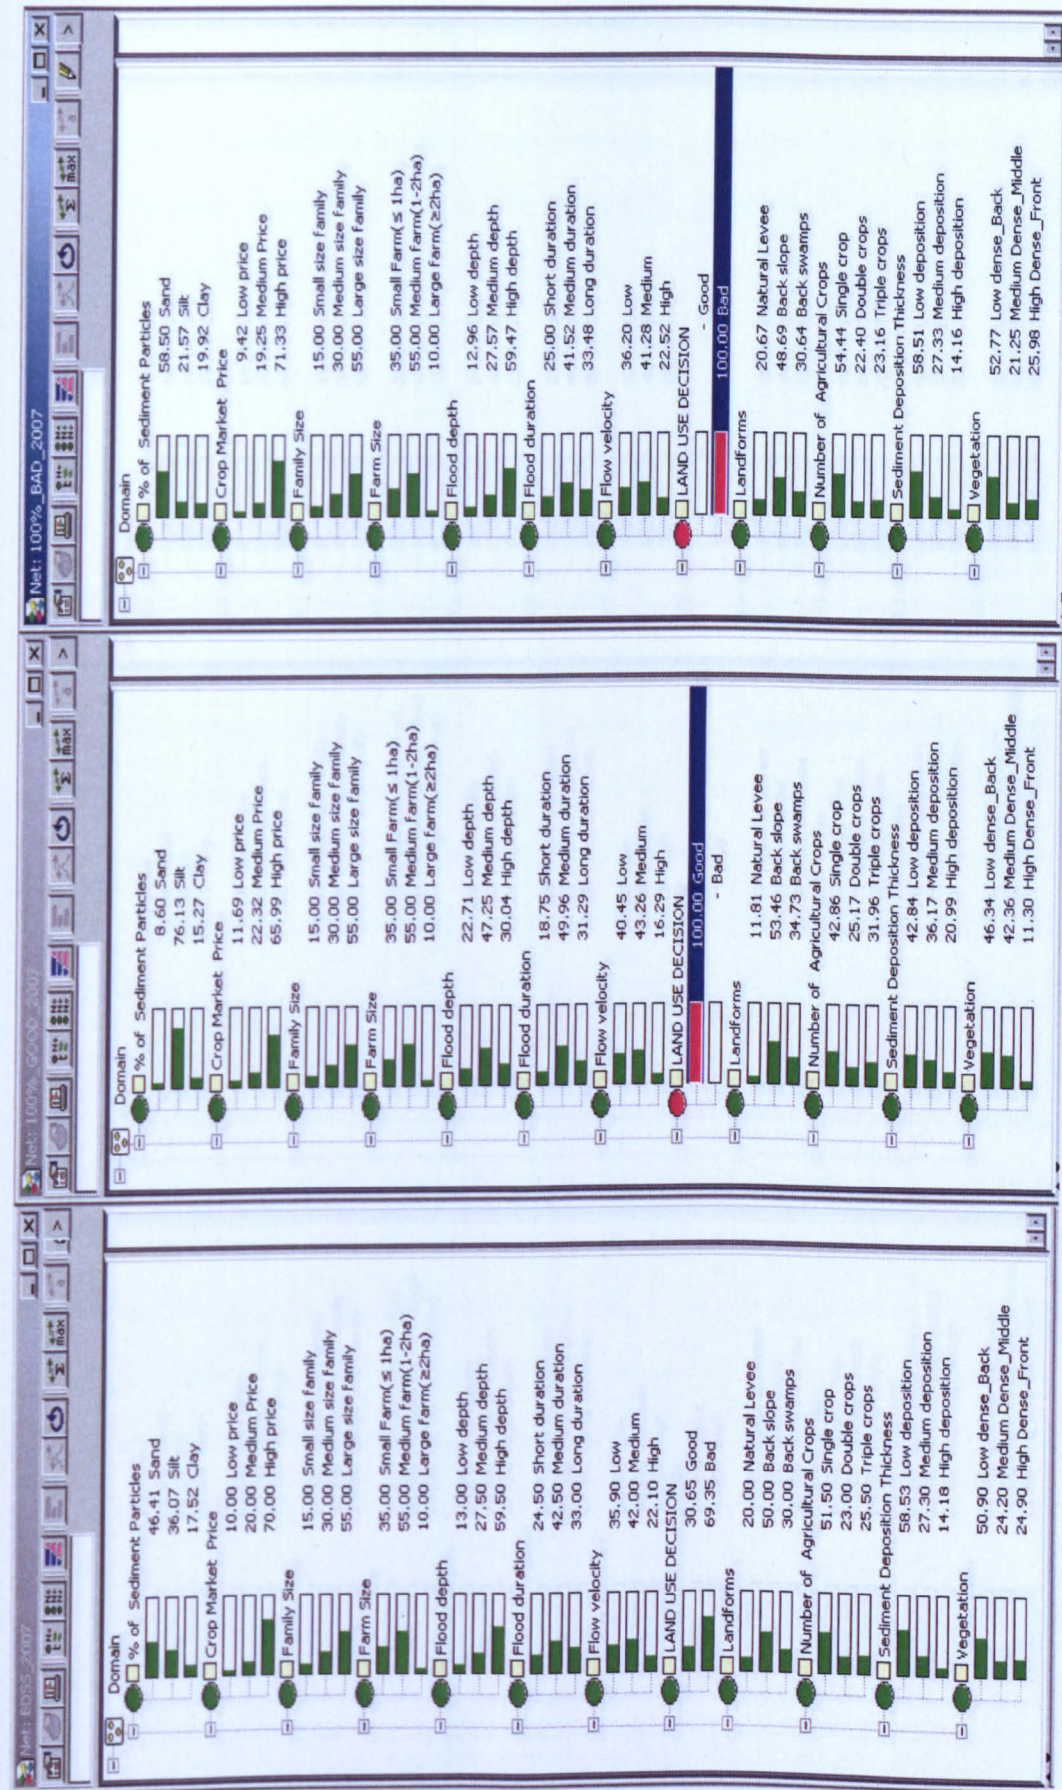 Net: BDSS_2007
Domain
% of Sediment Particles
46.41 Sand
36.07 Silt
17.52 Clay
Crop Market Price
10.00 Low price
20.00 Medium Price
70.00 High price
Family Size
15.00 Small size family
30.00 Medium size family
55.00 Large size family
Farm Size
35.00 Small Farm(≤ 1ha)
55.00 Medium farm(1-2ha)
10.00 Large farm(≥2ha)
Flood depth
13.00 Low depth
27.50 Medium depth
59.50 High depth
Flood duration
24.50 Short duration
42.50 Medium duration
33.00 Long duration
Flow velocity
35.90 Low
42.00 Medium
22.10 High
LAND USE DECISION
30.65 Good
69.35 Bad
Landforms
20.00 Natural Levee
50.00 Back slope
30.00 Back swamps
Number of Agricultural Crops
51.50 Single crop
23.00 Double crops
25.50 Triple crops
Sediment Deposition Thickness
58.53 Low deposition
27.30 Medium deposition
14.18 High deposition
Vegetation
50.90 Low dense_Back
24.20 Medium Dense_Middle
24.90 High Dense_Front
Net: 100%_GOOD_2007
Domain
% of Sediment Particles
8.60 Sand
76.13 Silt
15.27 Clay
Crop Market Price
11.69 Low price
22.32 Medium Price
65.99 High price
Family Size
15.00 Small size family
30.00 Medium size family
55.00 Large size family
Farm Size
35.00 Small Farm(≤ 1ha)
55.00 Medium farm(1-2ha)
10.00 Large farm(≥2ha)
Flood depth
22.71 Low depth
47.25 Medium depth
30.04 High depth
Flood duration
18.75 Short duration
49.96 Medium duration
31.29 Long duration
Flow velocity
40.45 Low
43.26 Medium
16.29 High
LAND USE DECISION
100.00 Good
- Bad
Landforms
11.81 Natural Levee
53.46 Back slope
34.73 Back swamps
Number of Agricultural Crops
42.86 Single crop
25.17 Double crops
31.96 Triple crops
Sediment Deposition Thickness
42.84 Low deposition
36.17 Medium deposition
20.99 High deposition
Vegetation
46.34 Low dense_Back
42.36 Medium Dense_Middle
11.30 High Dense_Front
Net: 100%_BAD_2007
Domain
% of Sediment Particles
58.50 Sand
21.57 Silt
19.92 Clay
Crop Market Price
9.42 Low price
19.25 Medium Price
71.33 High price
Family Size
15.00 Small size family
30.00 Medium size family
55.00 Large size family
Farm Size
35.00 Small Farm(≤ 1ha)
55.00 Medium Farm(1-2ha)
10.00 Large Farm(≥2ha)
Flood depth
12.96 Low depth
27.57 Medium depth
59.47 High depth
Flood duration
25.00 Short duration
41.52 Medium duration
33.48 Long duration
Flow velocity
36.20 Low
41.28 Medium
22.52 High
LAND USE DECISION
- Good
100.00 Bad
Landforms
20.67 Natural Levee
48.69 Back slope
30.64 Back swamps
Number of Agricultural Crops
54.44 Single crop
22.40 Double crops
23.16 Triple crops
Sediment Deposition Thickness
58.51 Low deposition
27.33 Medium deposition
14.16 High deposition
Vegetation
52.77 Low dense_Back
21.25 Medium Dense_Middle
25.98 High Dense_Front